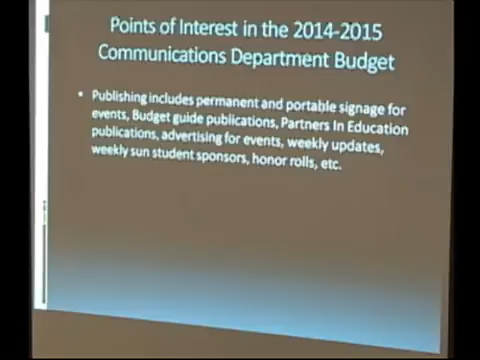 Points of Interest in the 2014-2015
Communications Department Budget
• Publishing includes permanent and portable signage for
events, Budget guide publications, Partners In Education
publications, advertising for events, weekly updates,
weekly sun student sponsors, honor rolls, etc.